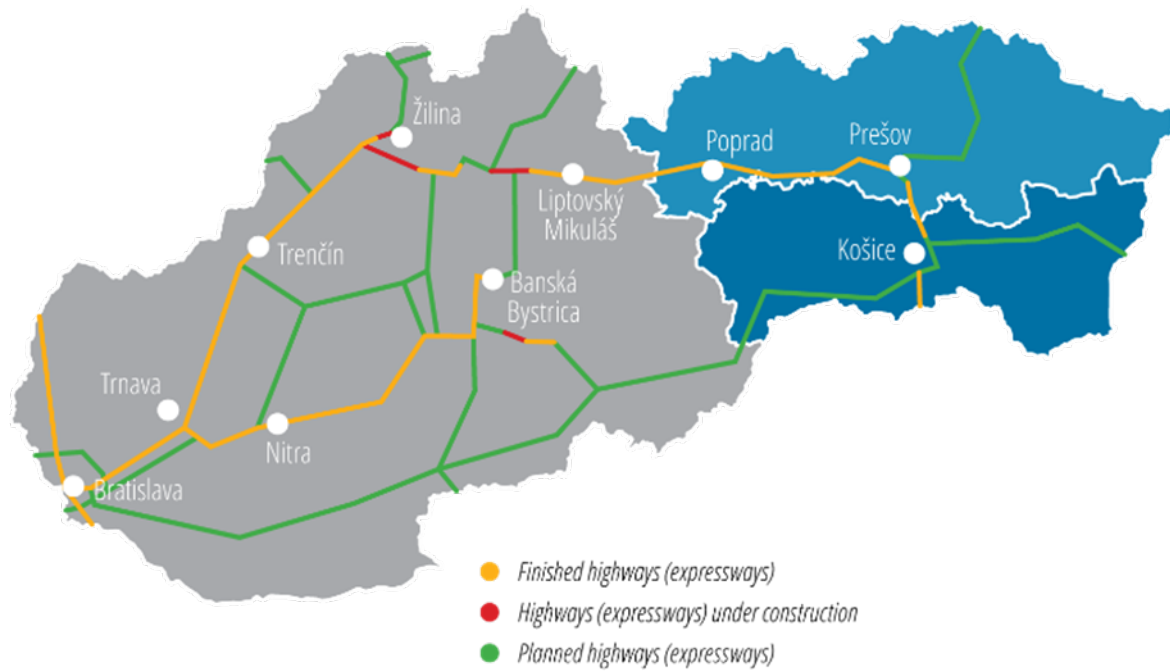 Žilina
Poprad
Prešov
Liptovský
Mikuláš
Trenčín
Košice
Banská
Bystrica
Trnava
Nitra
Bratislava
Finished highways (expressways)
Highways (expressways) under construction
Planned highways (expressways)